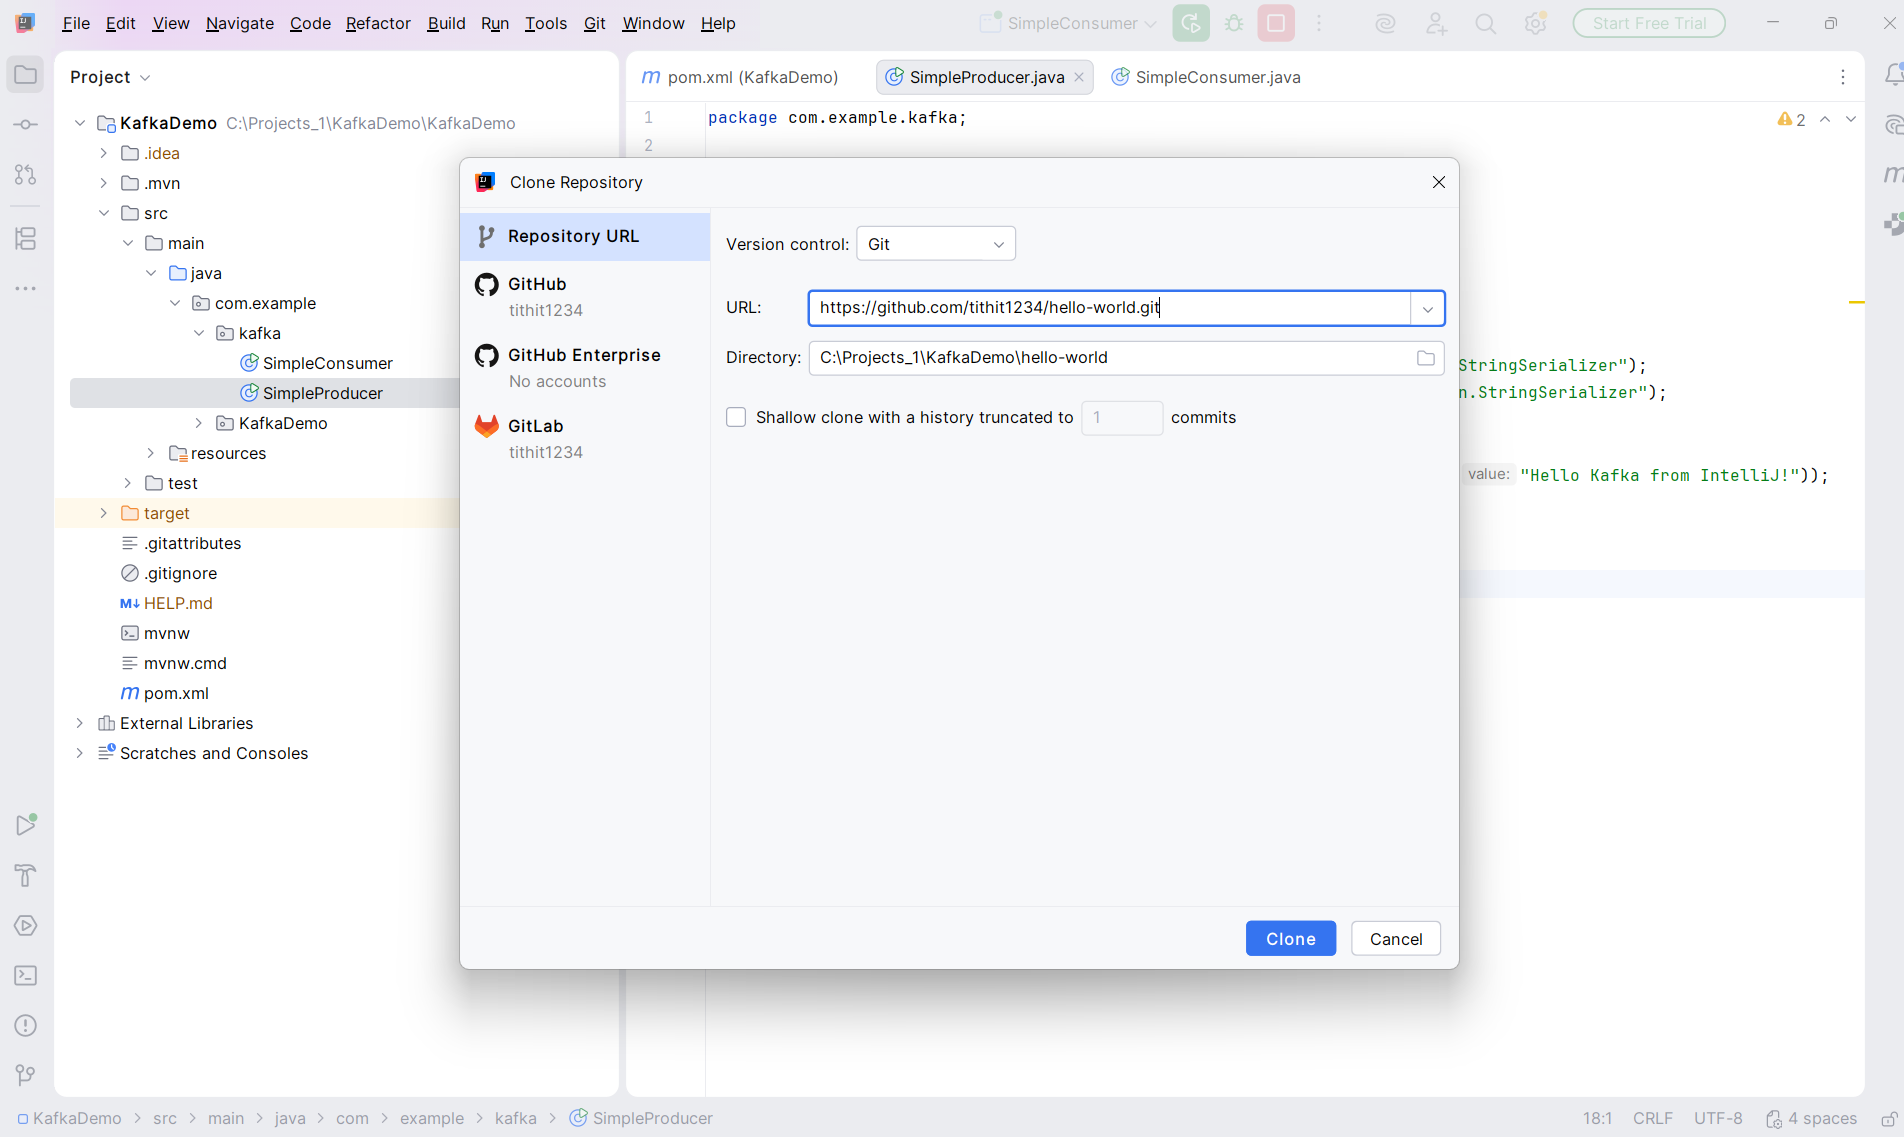 File Edit View Navigate Code Refactor Build Run Tools Git Window Help
SimpleConsumer
Start Free Trial
Project
KafkaDemo C:\Projects_1\KafkaDemo\KafkaDemo
.idea
.mvn
src
main
java
com.example
kafka
SimpleConsumer
SimpleProducer
KafkaDemo
resources
test
target
.gitattributes
.gitignore
M↓ HELP.md
mvnw
mvnw.cmd
m pom.xml
External Libraries
Scratches and Consoles
m pom.xml (KafkaDemo) SimpleProducer.java SimpleConsumer.java
1 package com.example.kafka;
2
2
StringSerializer");
n.StringSerializer");
value: "Hello Kafka from IntelliJ!"));
Clone Repository
Repository URL
GitHub
tithit1234
GitHub Enterprise
No accounts
GitLab
tithit1234
Version control: Git
URL: https://github.com/tithit1234/hello-world.git
Directory: C:\Projects_1\KafkaDemo\hello-world
Shallow clone with a history truncated to 1 commits
Clone Cancel
KafkaDemo > src > main > java > com > example > kafka > SimpleProducer
18:1 CRLF UTF-8 4 spaces